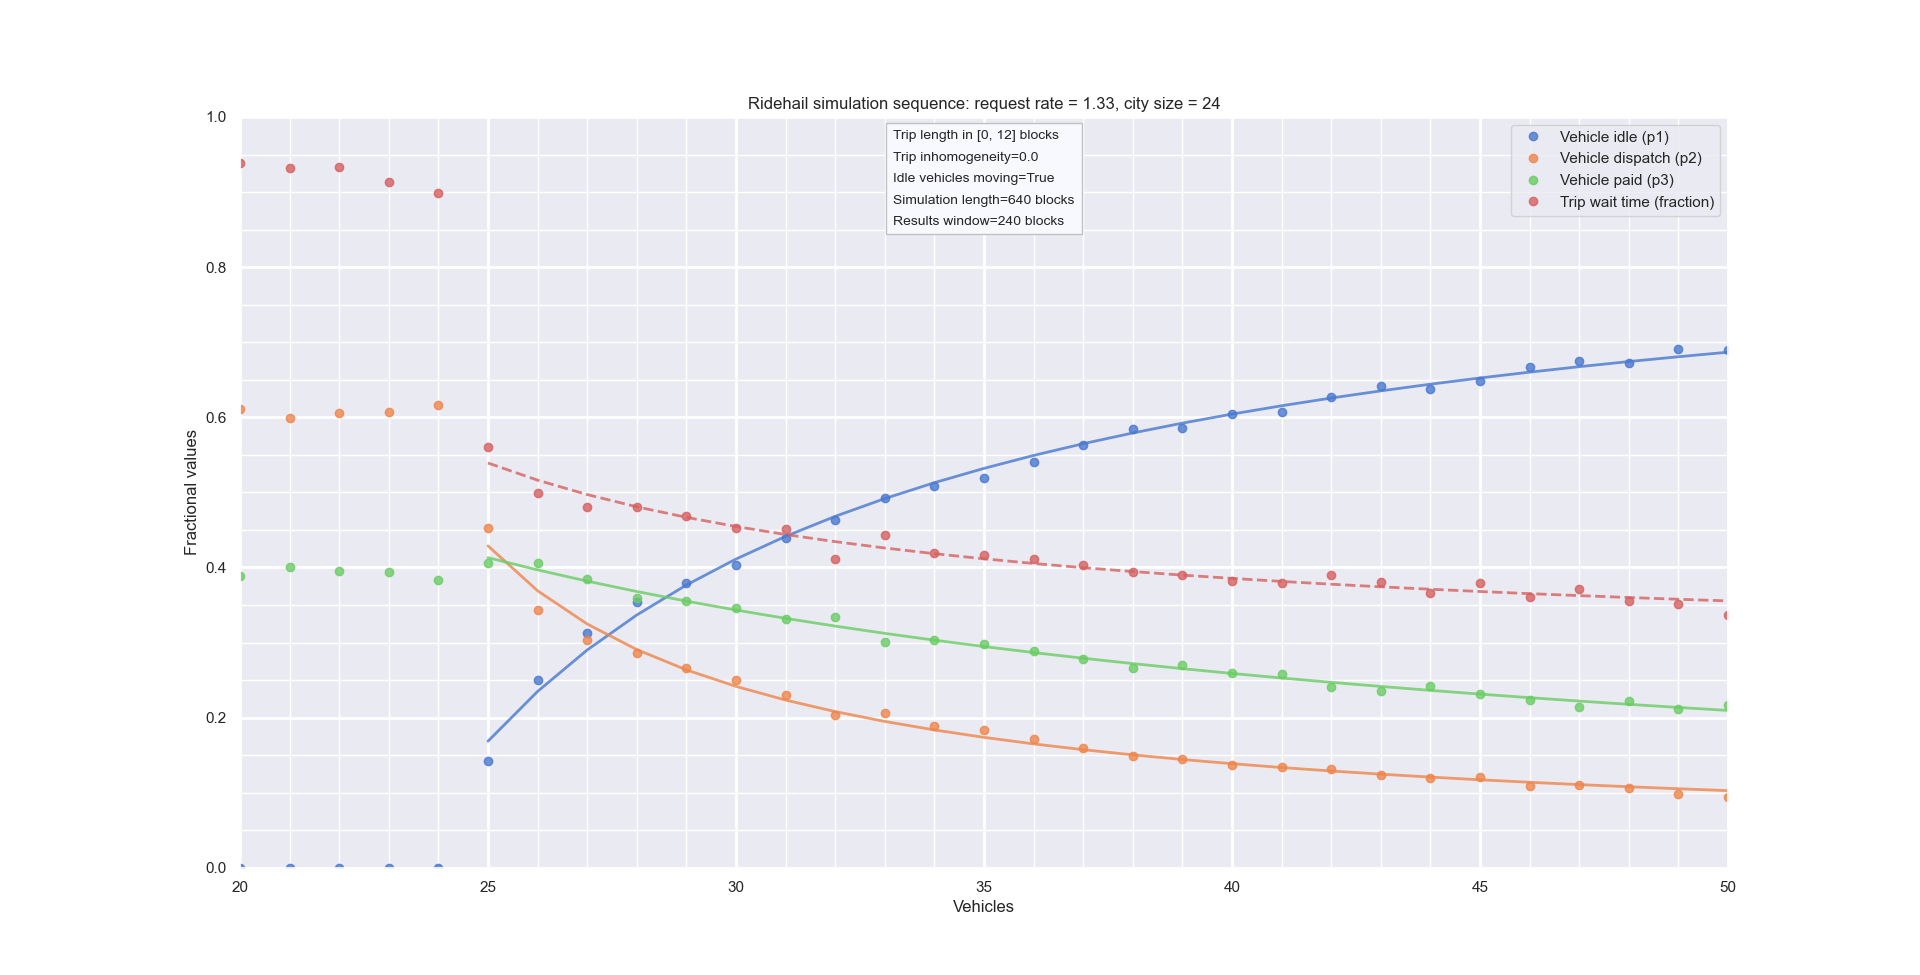 Ridehail simulation sequence: request rate = 1.33, city size = 24
Trip length in [0, 12] blocks
Trip inhomogeneity=0.0
Idle vehicles moving=True
Simulation length=640 blocks
Results window=240 blocks
Vehicle idle (p1)
Vehicle dispatch (p2)
Vehicle paid (p3)
Trip wait time (fraction)
Fractional values
1.0
0.8
0.6
0.4
0.2
0.0
20
25
30
35
40
45
50
Vehicles